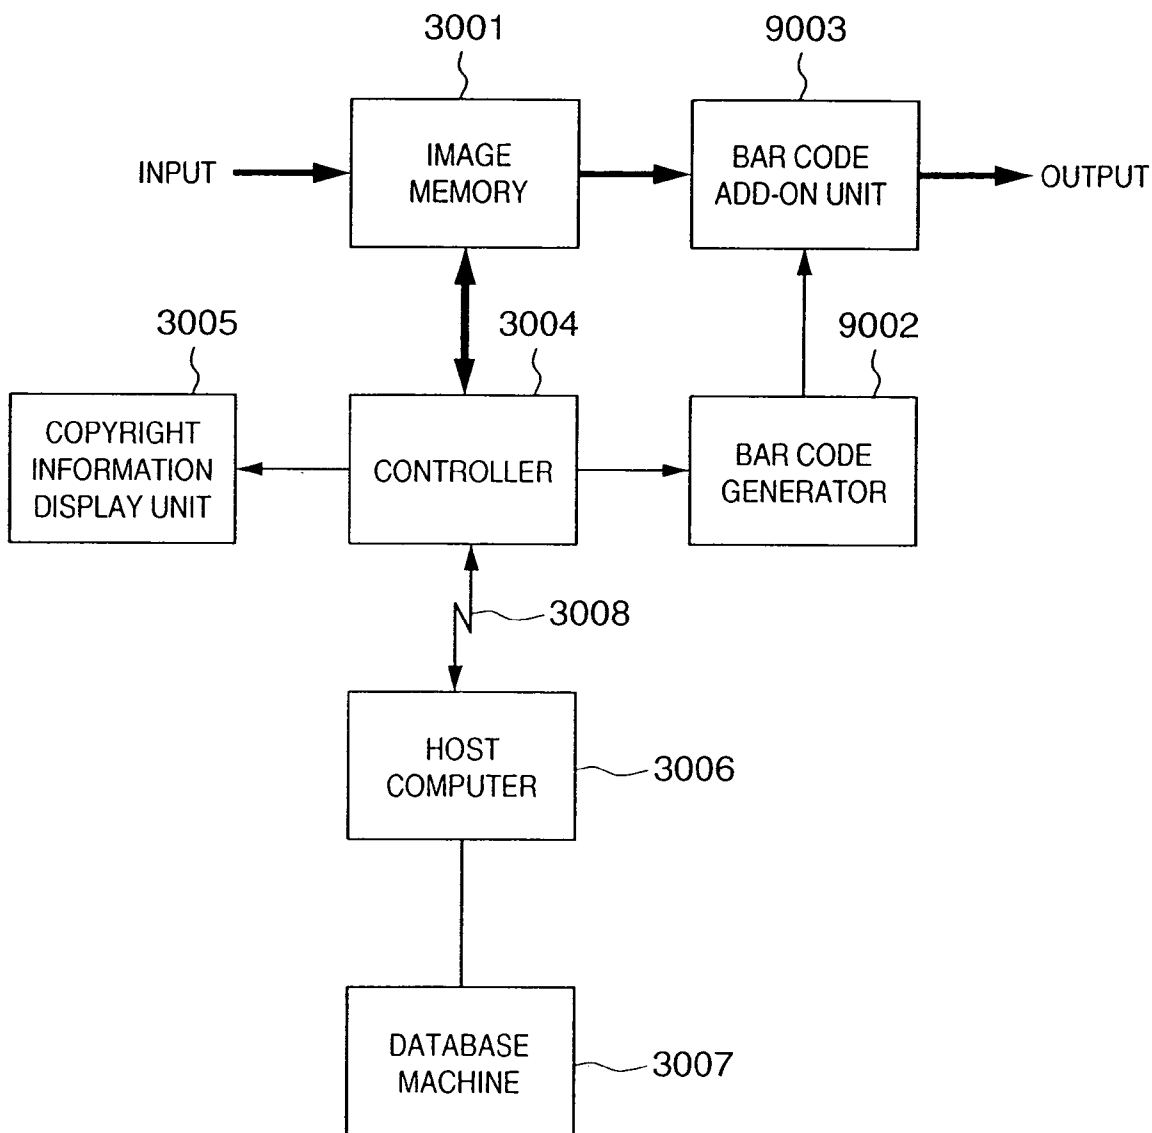 3001
9003
INPUT
IMAGE
MEMORY
BAR CODE
ADD-ON UNIT
OUTPUT
3005
3004
9002
COPYRIGHT
INFORMATION
DISPLAY UNIT
CONTROLLER
BAR CODE
GENERATOR
3008
HOST
COMPUTER
3006
DATABASE
MACHINE
3007